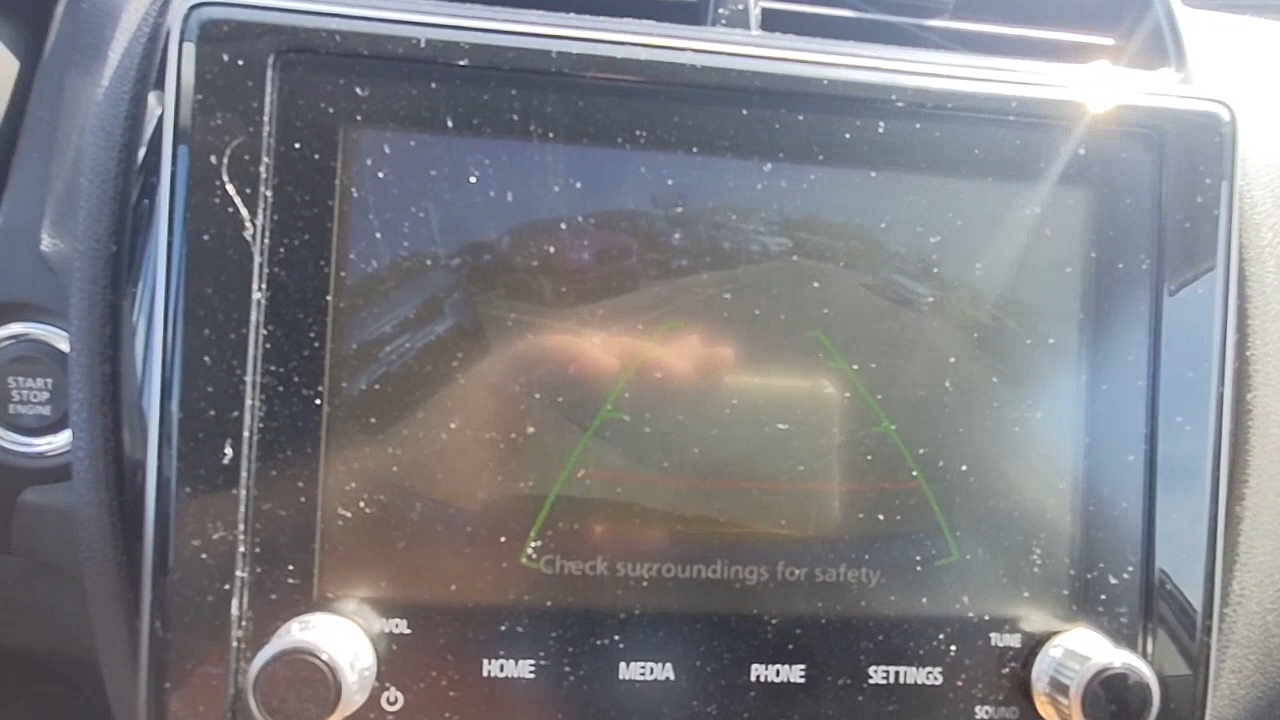 START
STOP
ENGINE
Check surroundings for safety.
VOL
HOME
MEDIA
PHONE
SETTINGS
TUNE
SOUND